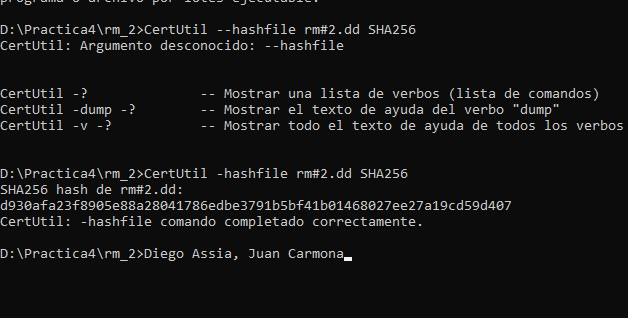 programa o archivo por lotes ejecutable.
D:\Practica4\rm_2>CertUtil --hashfile rm#2.dd SHA256
CertUtil: Argumento desconocido: --hashfile
CertUtil -? -- Mostrar una lista de verbos (lista de comandos)
CertUtil -dump -? -- Mostrar el texto de ayuda del verbo "dump"
CertUtil -v -? -- Mostrar todo el texto de ayuda de todos los verbos
D:\Practica4\rm_2>CertUtil -hashfile rm#2.dd SHA256
SHA256 hash de rm#2.dd:
d930afa23f8905e88a28041786edbe3791b5bf41b01468027ee27a19cd59d407
CertUtil: -hashfile comando completado correctamente.
D:\Practica4\rm_2>Diego Assia, Juan Carmona